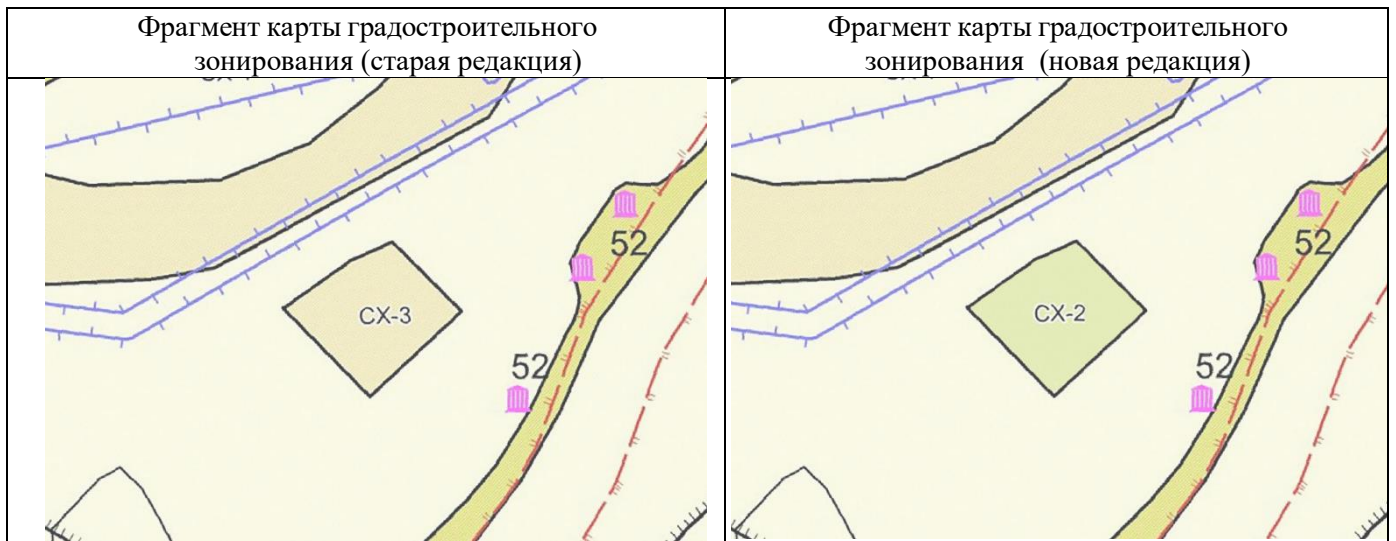 Фрагмент карты градостроительного
зонирования (старая редакция)
Фрагмент карты градостроительного
зонирования (новая редакция)
52
СХ-3
52
52
СХ-2
52